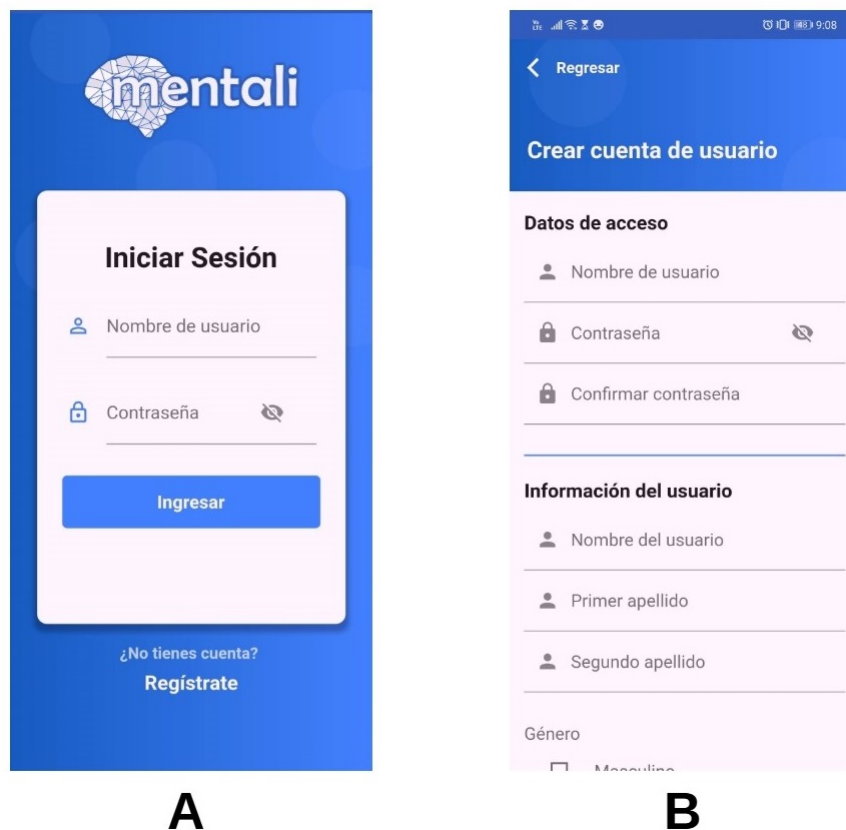 mentali
Iniciar Sesión
Nombre de usuario
Contraseña
Ingresar
¿No tienes cuenta?
Regístrate
A
9:08
Regresar
Crear cuenta de usuario
Datos de acceso
Nombre de usuario
Contraseña
Confirmar contraseña
Información del usuario
Nombre del usuario
Primer apellido
Segundo apellido
Género
Masculino
B